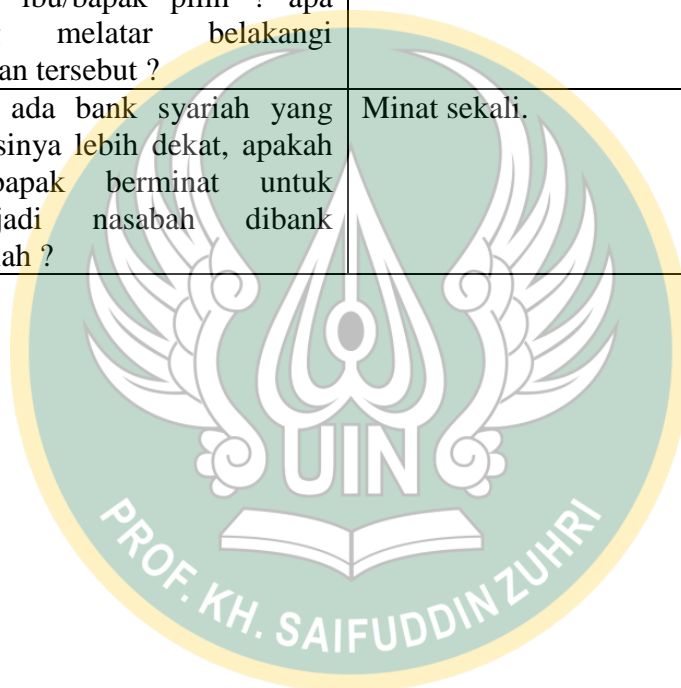 ibu/bapak pilih ? apa
melatar belakangi
an tersebut ?
ada bank syariah yang
sinya lebih dekat, apakah
bapak berminat untuk
jadi nasabah dibank
ah ?
Minat sekali.
UIN
PROF. KH. SAIFUDDIN ZUHRI